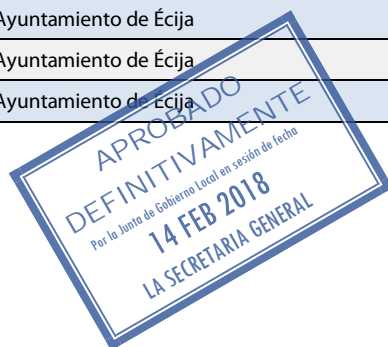 Ayuntamiento de Écija
Ayuntamiento de Écija
Ayuntamiento de Écija
APROBADO
DEFINITIVAMENTE
Por la Junta de Gobierno Local en sesión de fecha
14 FEB 2018
LA SECRETARIA GENERAL